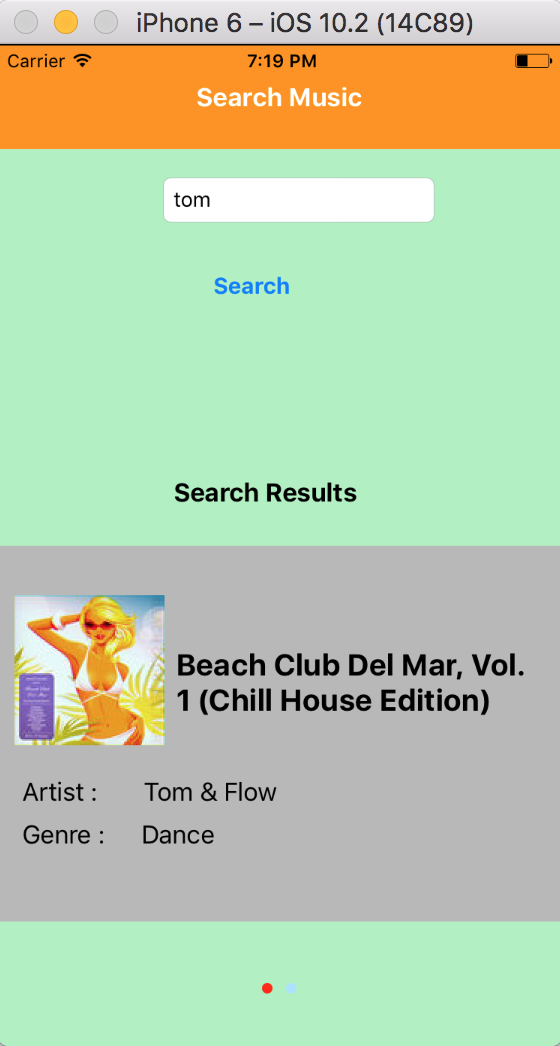 iPhone 6 – iOS 10.2 (14C89)
Carrier 7:19 PM
Search Music
tom
Search
Search Results
Beach Club Del Mar, Vol.
1 (Chill House Edition)
Artist : Tom & Flow
Genre : Dance